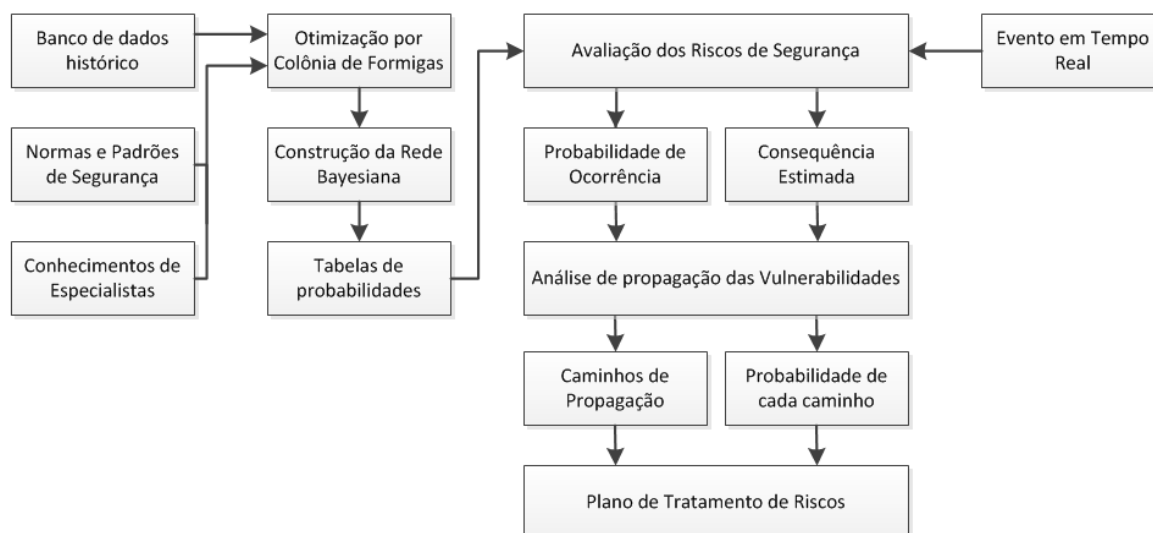 Banco de dados
histórico
Normas e Padrões
de Segurança
Conhecimentos de
Especialistas
Otimização por
Colônia de Formigas
Construção da Rede
Bayesiana
Tabelas de
probabilidades
Avaliação dos Riscos de Segurança
Evento em Tempo
Real
Probabilidade de
Ocorrência
Consequência
Estimada
Análise de propagação das Vulnerabilidades
Caminhos de
Propagação
Probabilidade de
cada caminho
Plano de Tratamento de Riscos